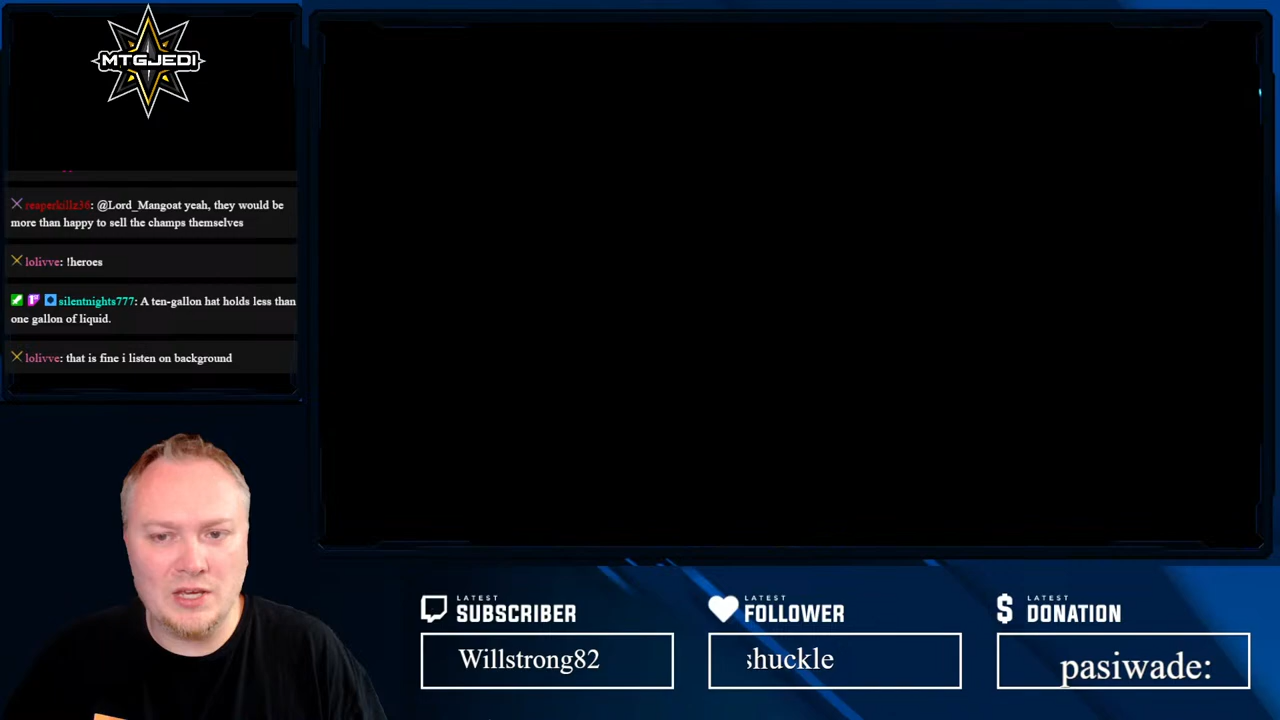 MTGJEDI
reaperkillz36: @Lord_Mangoat yeah, they would be
more than happy to sell the champs themselves
lolivve: !heroes
silentnights777: A ten-gallon hat holds less than
one gallon of liquid.
lolivve: that is fine i listen on background
LATEST
SUBSCRIBER
Willstrong82
LATEST
FOLLOWER
shuckle
LATEST
DONATION
pasiwade: